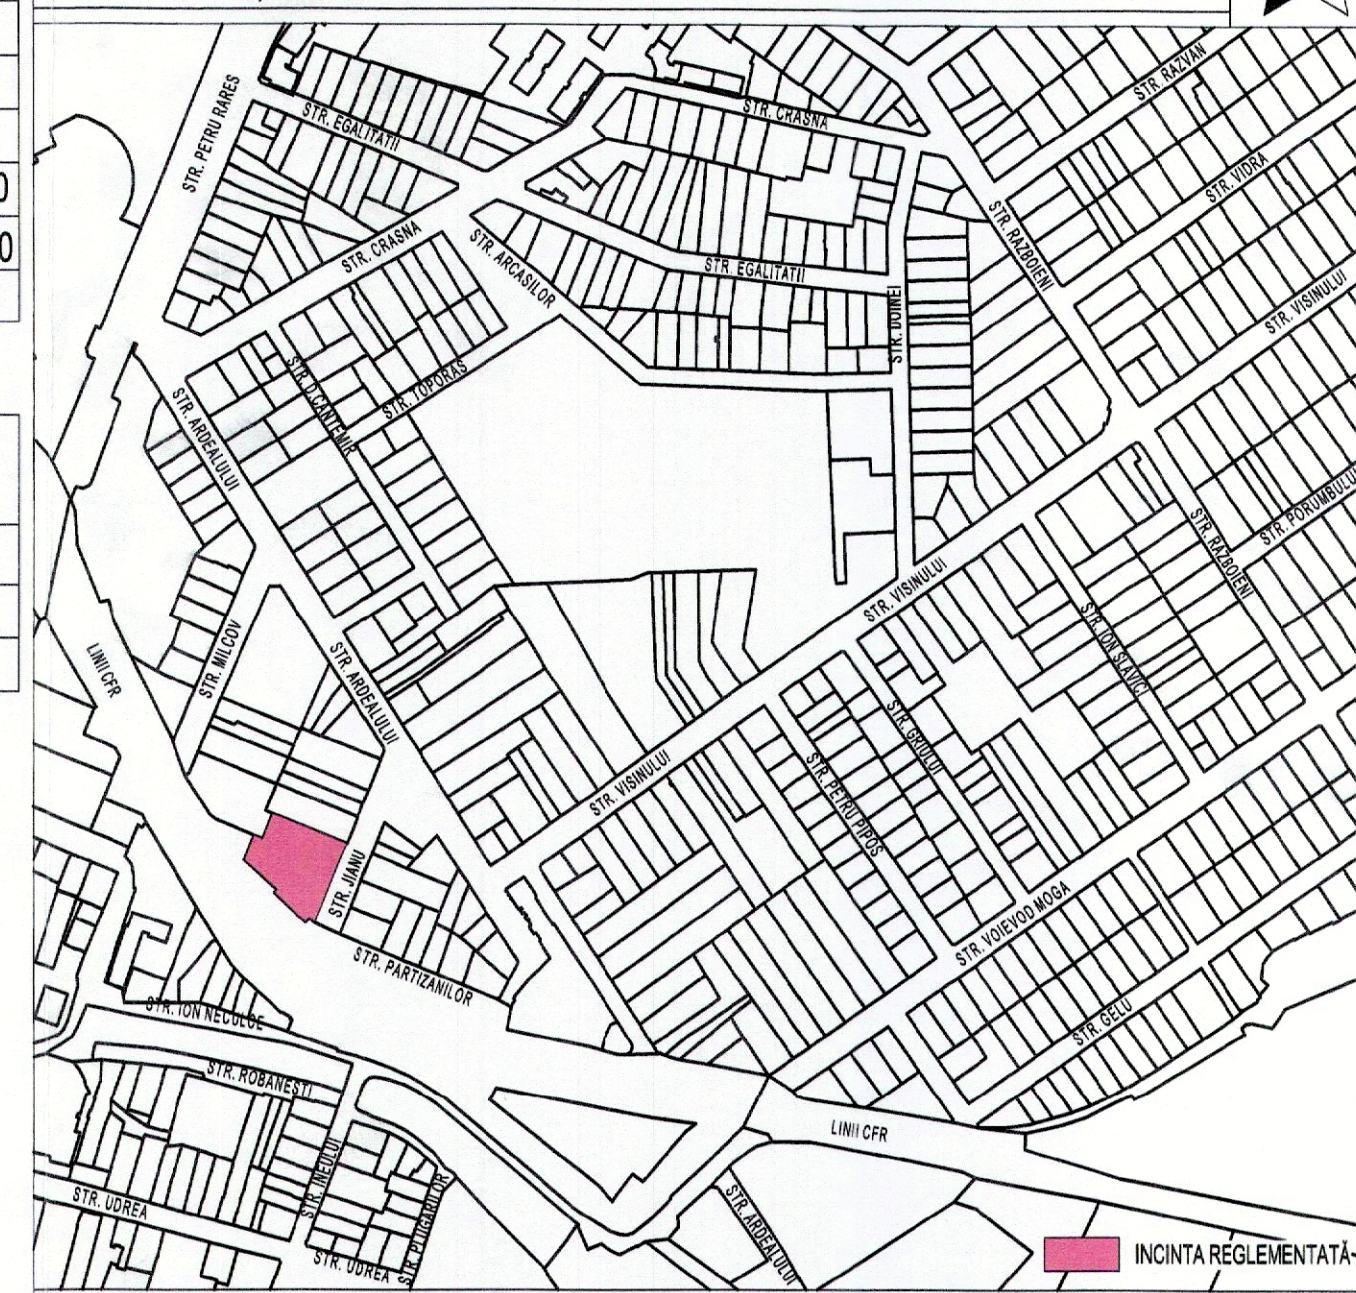 STR. PETRU RARES
STR. EGALITATII
STR. CRASNA
STR. RAZVAN
STR. VIDRA
STR. CRASNA
STR. ARCASILOR
STR. EGALITATII
STR. RAZBOIENI
STR. VISINULUI
STR. DOINEI
STR. D.CANTEMIR
STR. TOPORAS
STR. ARDEALULUI
STR. RAZBOIENI
STR. PORUMBULUI
STR. VISINULUI
STR. ION SLAVICI
LINII CFR
STR. MILCOV
STR. ARDEALULUI
STR. GRIULUI
STR. VISINULUI
STR. PETRU PIPOS
STR. JIANU
STR. VOIEVOD MOGA
STR. PARTIZANILOR
STR. ION NECULCE
STR. GELU
STR. ROBANESTI
LINII CFR
STR. INEULUI
STR. UDREA
STR. PLUGARILOR
STR. UDREA
STR. ARDEALULUI
INCINTA REGLEMENTATĂ-
0
0